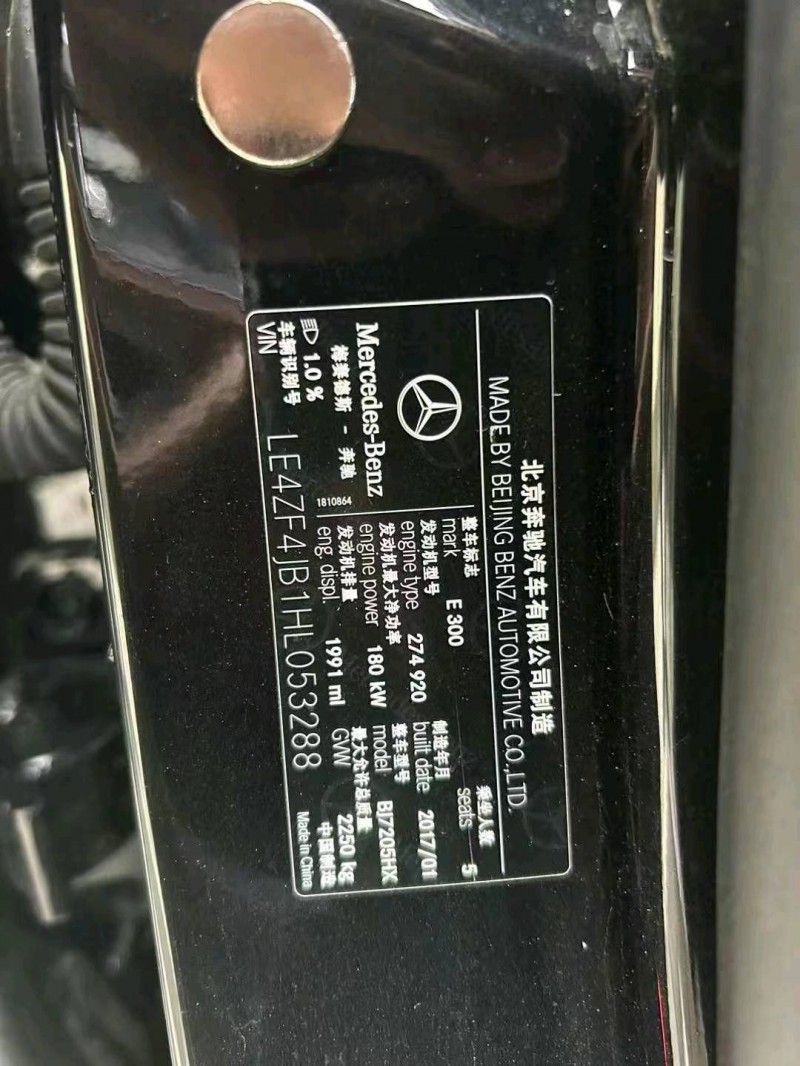 北京奔驰汽车有限公司制造
MADE BY BEIJING BENZ AUTOMOTIVE CO.,LTD.
Mercedes-Benz
梅赛德斯 - 奔驰
1.0 %
1810864
整车标志
mark E 300
乘坐人数
seats 5
发动机型号
engine type 274 920
制造年月
built date 2017/01
发动机最大净功率
engine power 180 kW
整车型号
model BJ7205HX
发动机排量
eng. displ. 1991 ml
最大允许总质量
GVW 2250 kg
车辆识别号
VIN LE4ZF4JB1HL053288
中国制造
Made in China